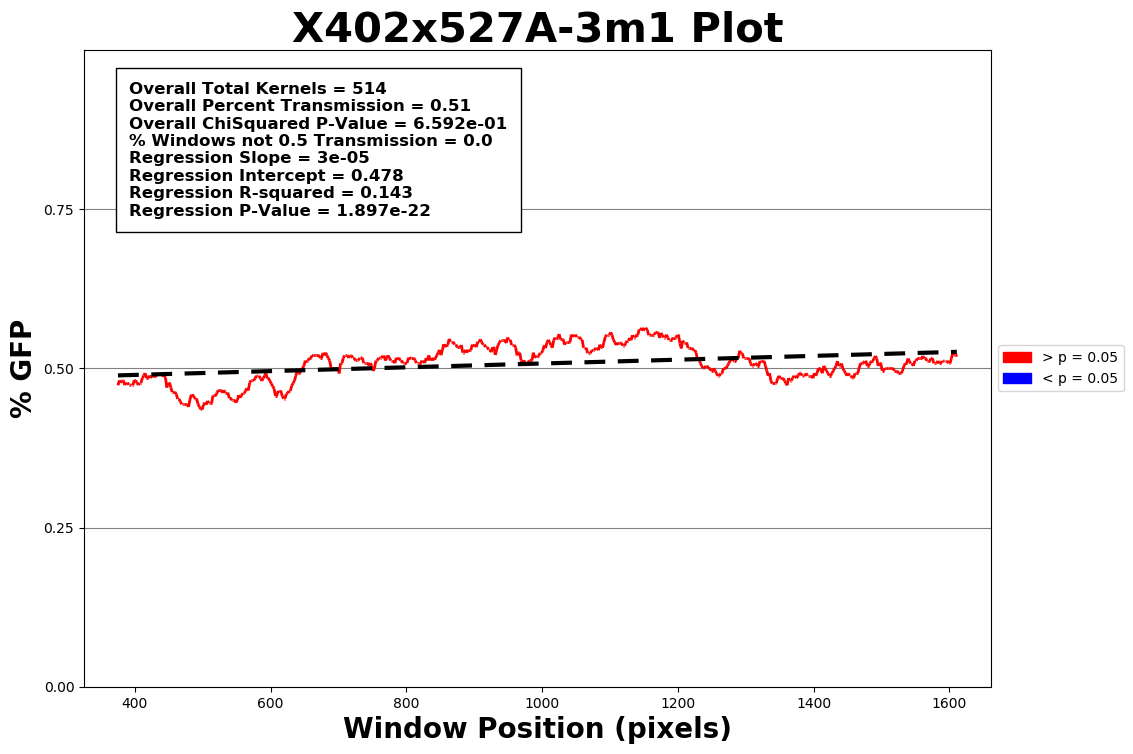 X402x527A-3m1 Plot
Overall Total Kernels = 514
Overall Percent Transmission = 0.51
Overall ChiSquared P-Value = 6.592e-01
% Windows not 0.5 Transmission = 0.0
Regression Slope = 3e-05
Regression Intercept = 0.478
Regression R-squared = 0.143
Regression P-Value = 1.897e-22
% GFP
0.75
0.50
0.25
0.00
> p = 0.05
< p = 0.05
400 600 800 1000 1200 1400 1600
Window Position (pixels)